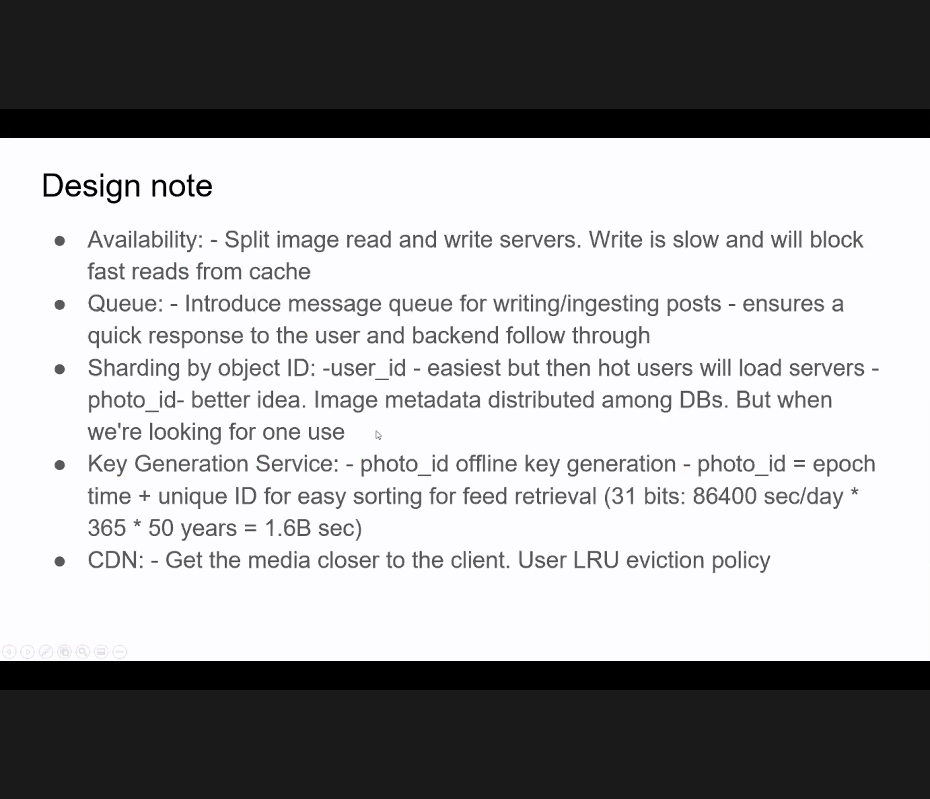 Design note
● Availability: - Split image read and write servers. Write is slow and will block
fast reads from cache
● Queue: - Introduce message queue for writing/ingesting posts - ensures a
quick response to the user and backend follow through
● Sharding by object ID: -user_id - easiest but then hot users will load servers -
photo_id- better idea. Image metadata distributed among DBs. But when
we're looking for one use
● Key Generation Service: - photo_id offline key generation - photo_id = epoch
time + unique ID for easy sorting for feed retrieval (31 bits: 86400 sec/day *
365 * 50 years = 1.6B sec)
● CDN: - Get the media closer to the client. User LRU eviction policy